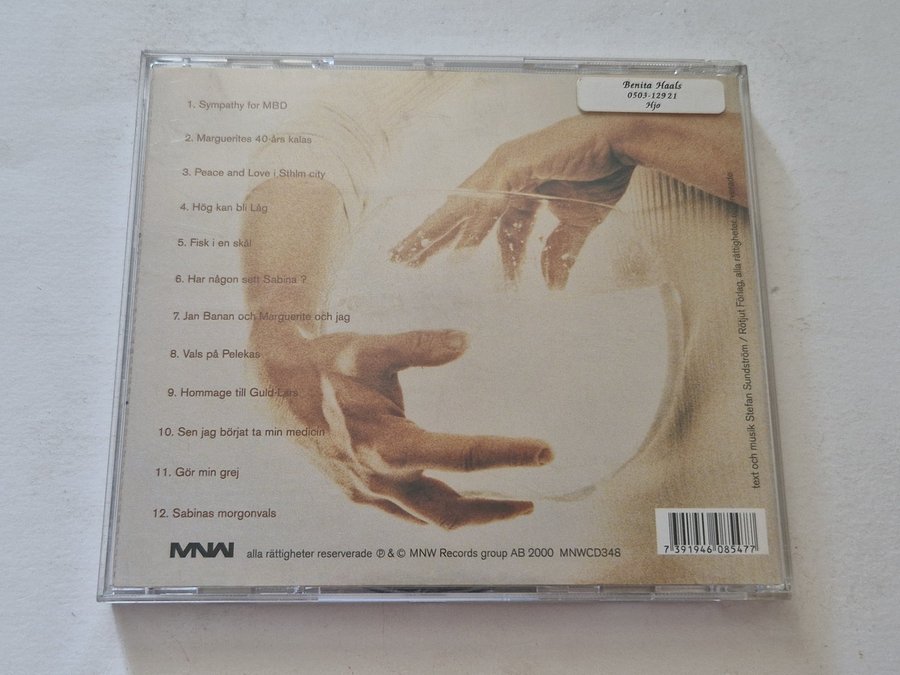 Benita Haals
0503-12921
Hjo
1. Sympathy for MBD
2. Marguerites 40-års kalas
3. Peace and Love i Sthlm city
4. Hög kan bli Låg
5. Fisk i en skål
6. Har någon sett Sabina ?
7. Jan Banan och Marguerite och jag
8. Vals på Pelekas
9. Hommage till Guld-Lars
10. Sen jag börjat ta min medicin
11. Gör min grej
12. Sabinas morgonvals
text och musik Stefan Sundström / Rötjut Förlag, alla rättigheter
MNW alla rättigheter reserverade ℗ & © MNW Records group AB 2000 MNWCD348
7 391946 085477